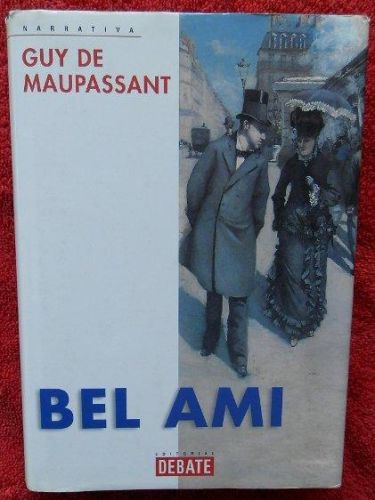 NARRATIVA
GUY DE
MAUPASSANT
BEL AMI
EDITORIAL
DEBATE